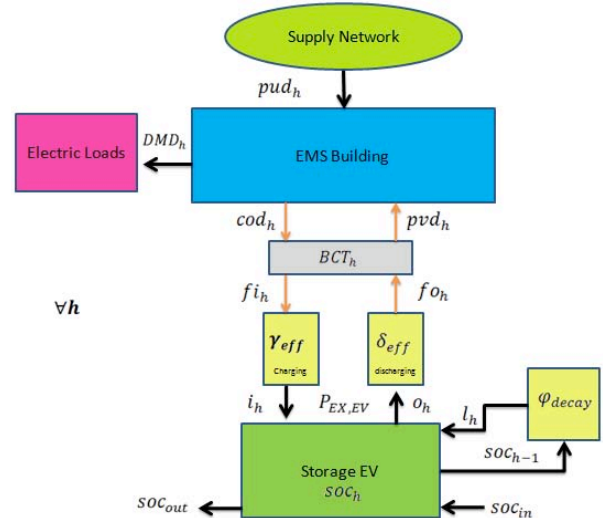 Supply Network
pud_h
Electric Loads
DMD_h
EMS Building
cod_h
pvd_h
BCT_h
fi_h
fo_h
∀h
γ_eff
Charging
δ_eff
discharging
i_h
P_EX,EV
o_h
l_h
φ_decay
soc_h-1
Storage EV
soc_h
soc_out
soc_in